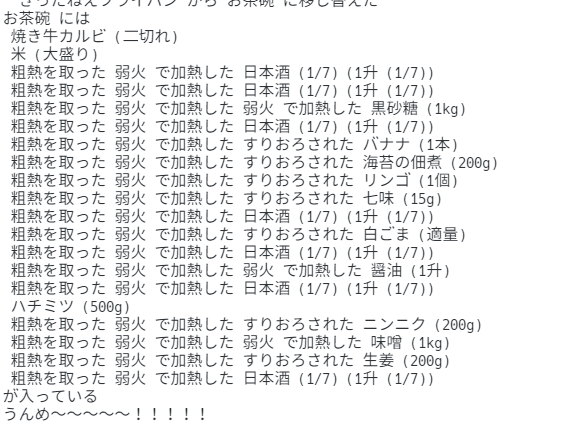 お茶碗 には
焼き牛カルビ (二切れ)
米 (大盛り)
粗熱を取った 弱火 で加熱した 日本酒 (1/7) (1升 (1/7))
粗熱を取った 弱火 で加熱した 日本酒 (1/7) (1升 (1/7))
粗熱を取った 弱火 で加熱した 弱火 で加熱した 黒砂糖 (1kg)
粗熱を取った 弱火 で加熱した 日本酒 (1/7) (1升 (1/7))
粗熱を取った 弱火 で加熱した すりおろされた バナナ (1本)
粗熱を取った 弱火 で加熱した すりおろされた 海苔の佃煮 (200g)
粗熱を取った 弱火 で加熱した すりおろされた リンゴ (1個)
粗熱を取った 弱火 で加熱した すりおろされた 七味 (15g)
粗熱を取った 弱火 で加熱した 日本酒 (1/7) (1升 (1/7))
粗熱を取った 弱火 で加熱した すりおろされた 白ごま (適量)
粗熱を取った 弱火 で加熱した 日本酒 (1/7) (1升 (1/7))
粗熱を取った 弱火 で加熱した 弱火 で加熱した 醤油 (1升)
粗熱を取った 弱火 で加熱した 日本酒 (1/7) (1升 (1/7))
ハチミツ (500g)
粗熱を取った 弱火 で加熱した すりおろされた ニンニク (200g)
粗熱を取った 弱火 で加熱した 弱火 で加熱した 味噌 (1kg)
粗熱を取った 弱火 で加熱した すりおろされた 生姜 (200g)
粗熱を取った 弱火 で加熱した 日本酒 (1/7) (1升 (1/7))
が入っている
うんめ～～～～～！！！！！